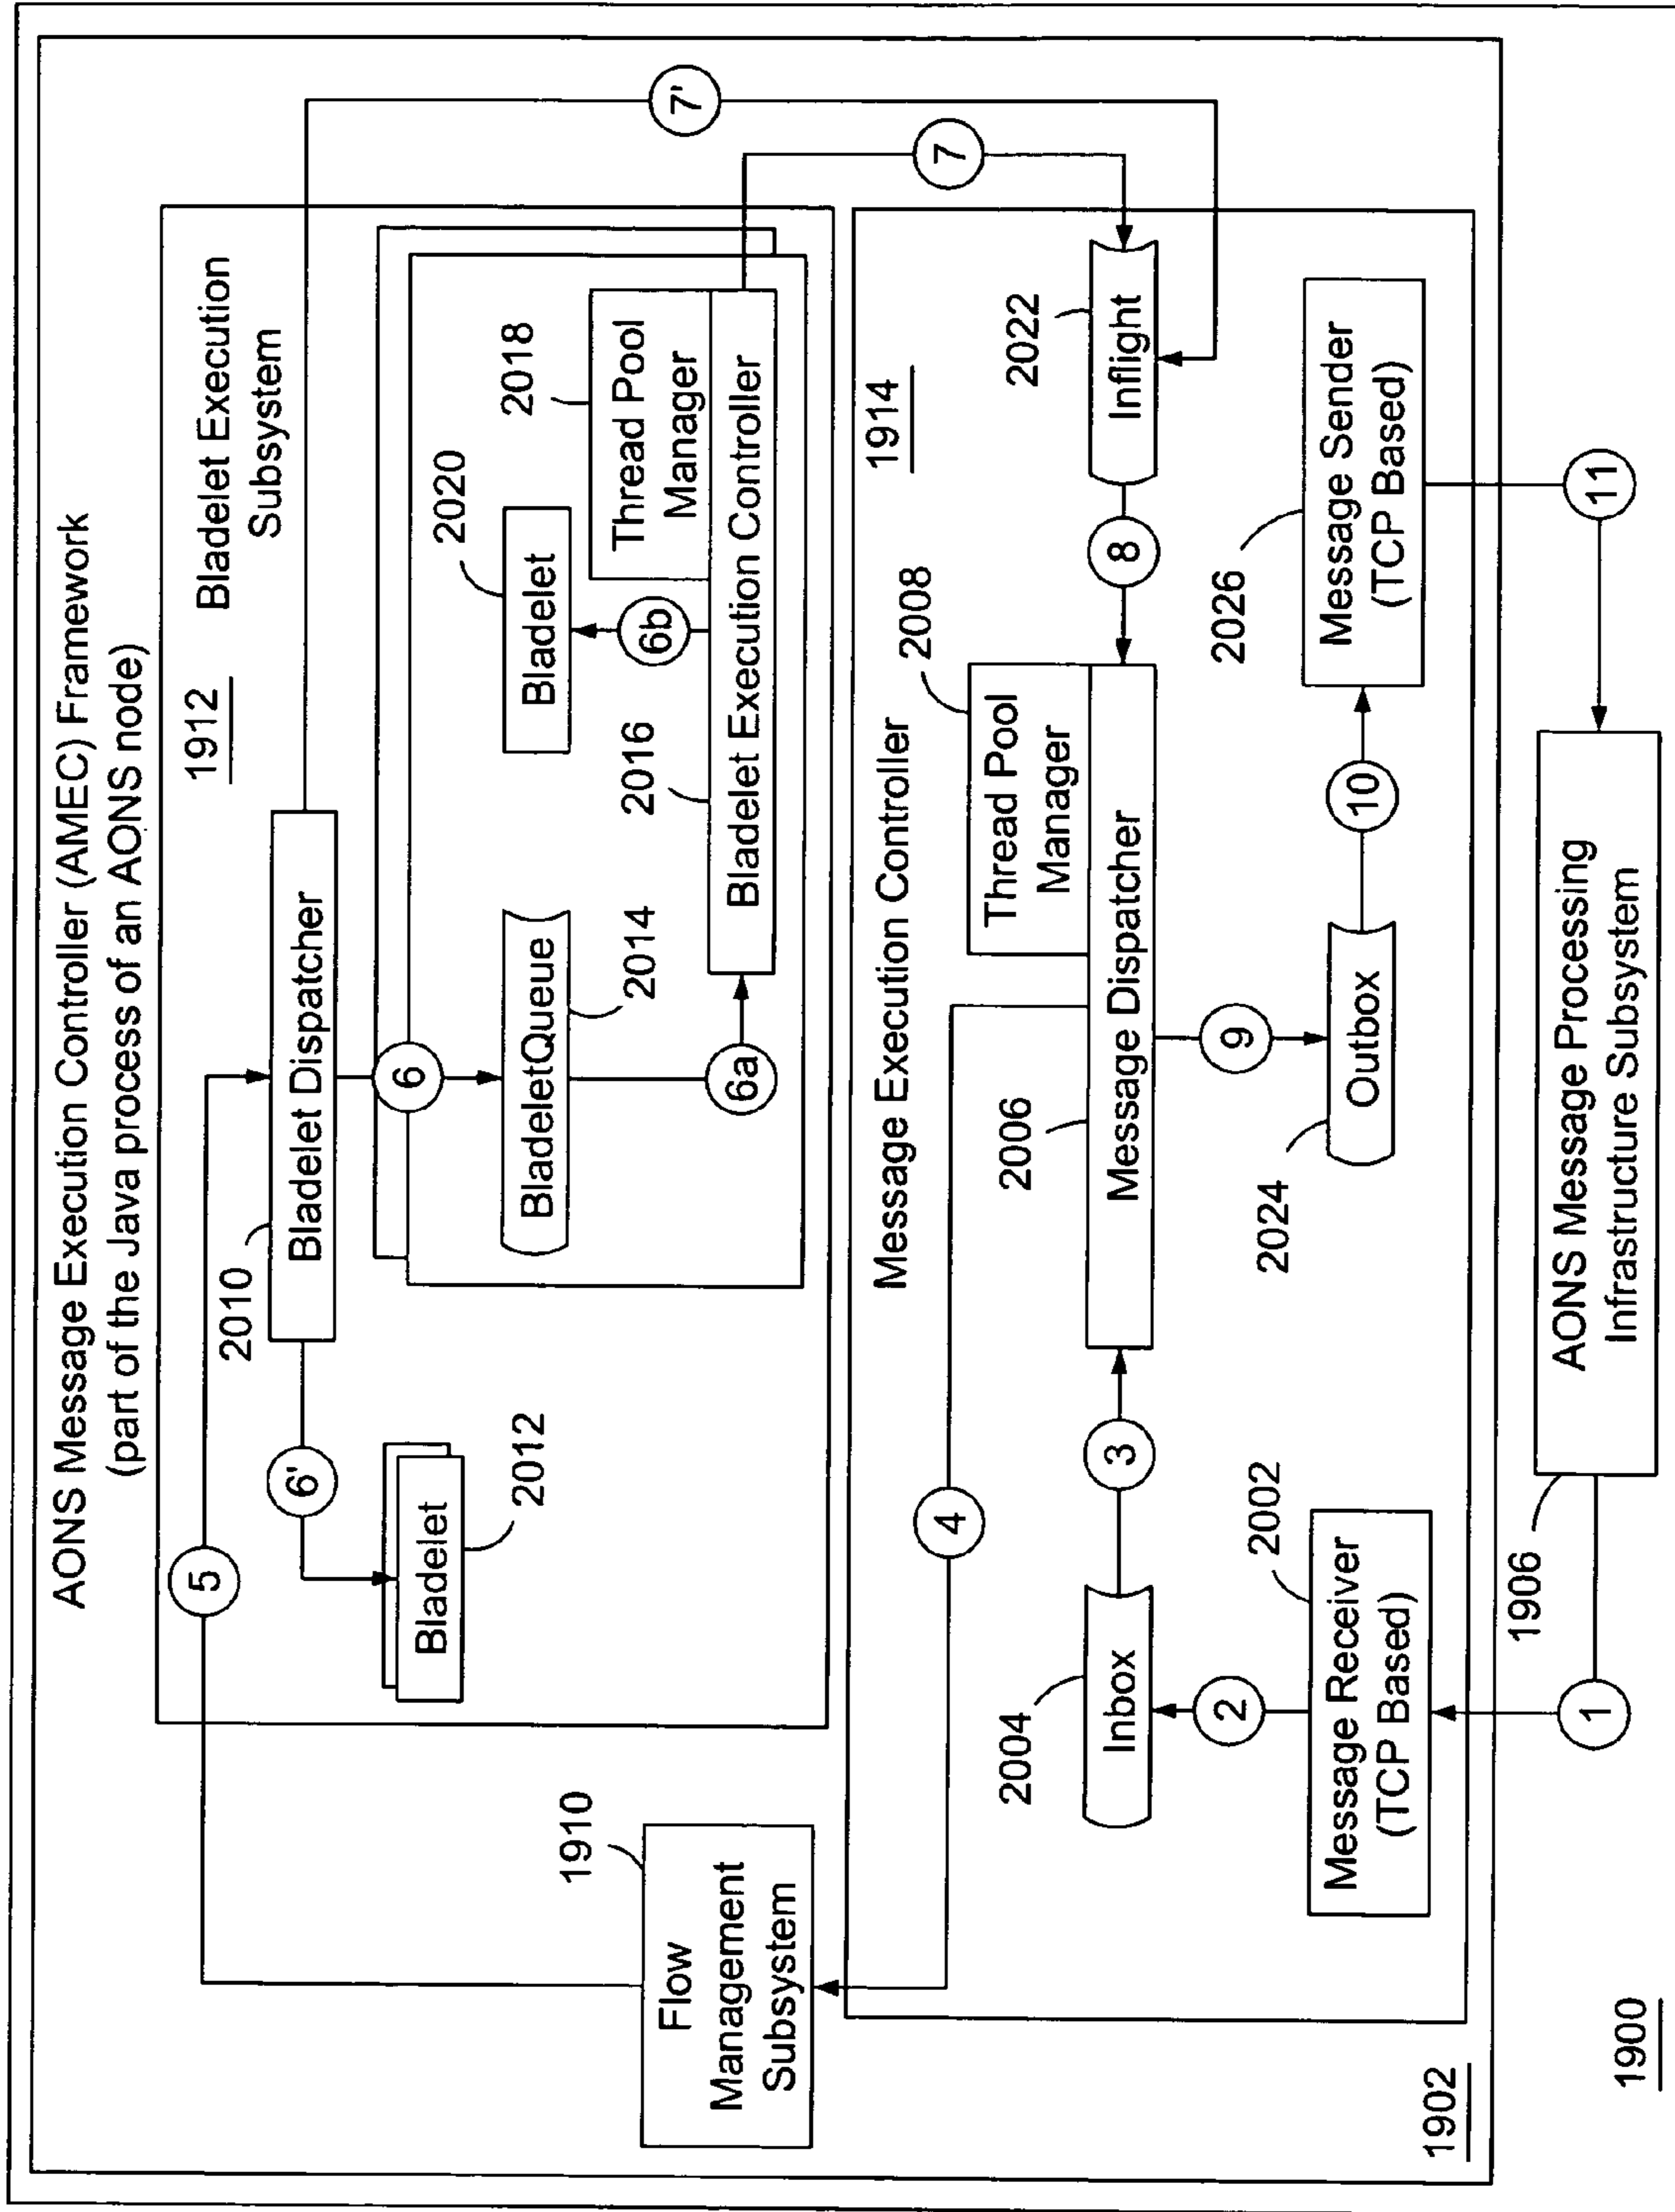 AONS Message Execution Controller (AMEC) Framework
(part of the Java process of an AONS node)
1912
Bladelet Execution
Subsystem
5
2010
Bladelet Dispatcher
6'
7'
Bladelet
2012
6
BladeletQueue
2014
6a
2020
Bladelet
6b
2018
Thread Pool
Manager
2016
Bladelet Execution Controller
7
1910
Flow
Management
Subsystem
Message Execution Controller
1914
4
2008
Thread Pool
Manager
2022
Inflight
8
2006
Message Dispatcher
3
2004
Inbox
2
9
2024
Outbox
10
2026
Message Sender
(TCP Based)
2002
Message Receiver
(TCP Based)
1902
1
1906
AONS Message Processing
Infrastructure Subsystem
11
1900